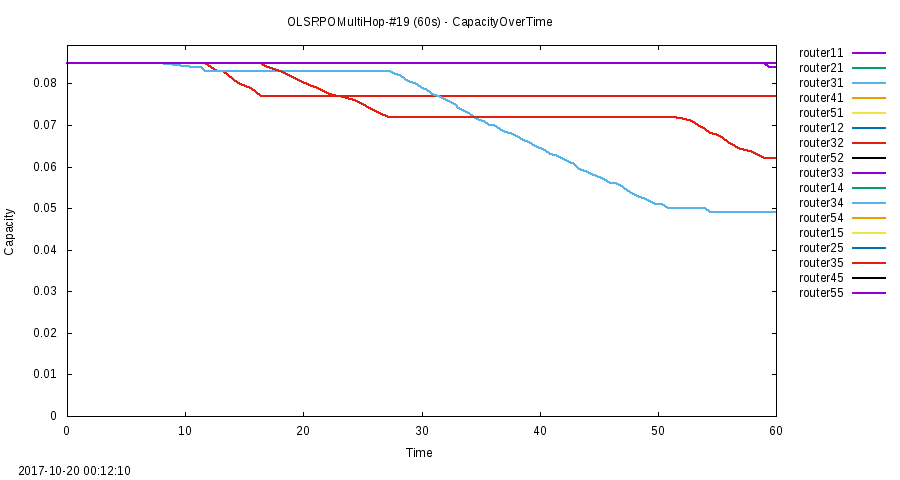 OLSRPOMultiHop-#19 (60s) - CapacityOverTime
router11
router21
router31
router41
router51
router12
router32
router52
router33
router14
router34
router54
router15
router25
router35
router45
router55
0.08
0.07
0.06
0.05
0.04
0.03
0.02
0.01
0
Capacity
0 10 20 30 40 50 60
Time
2017-10-20 00:12:10